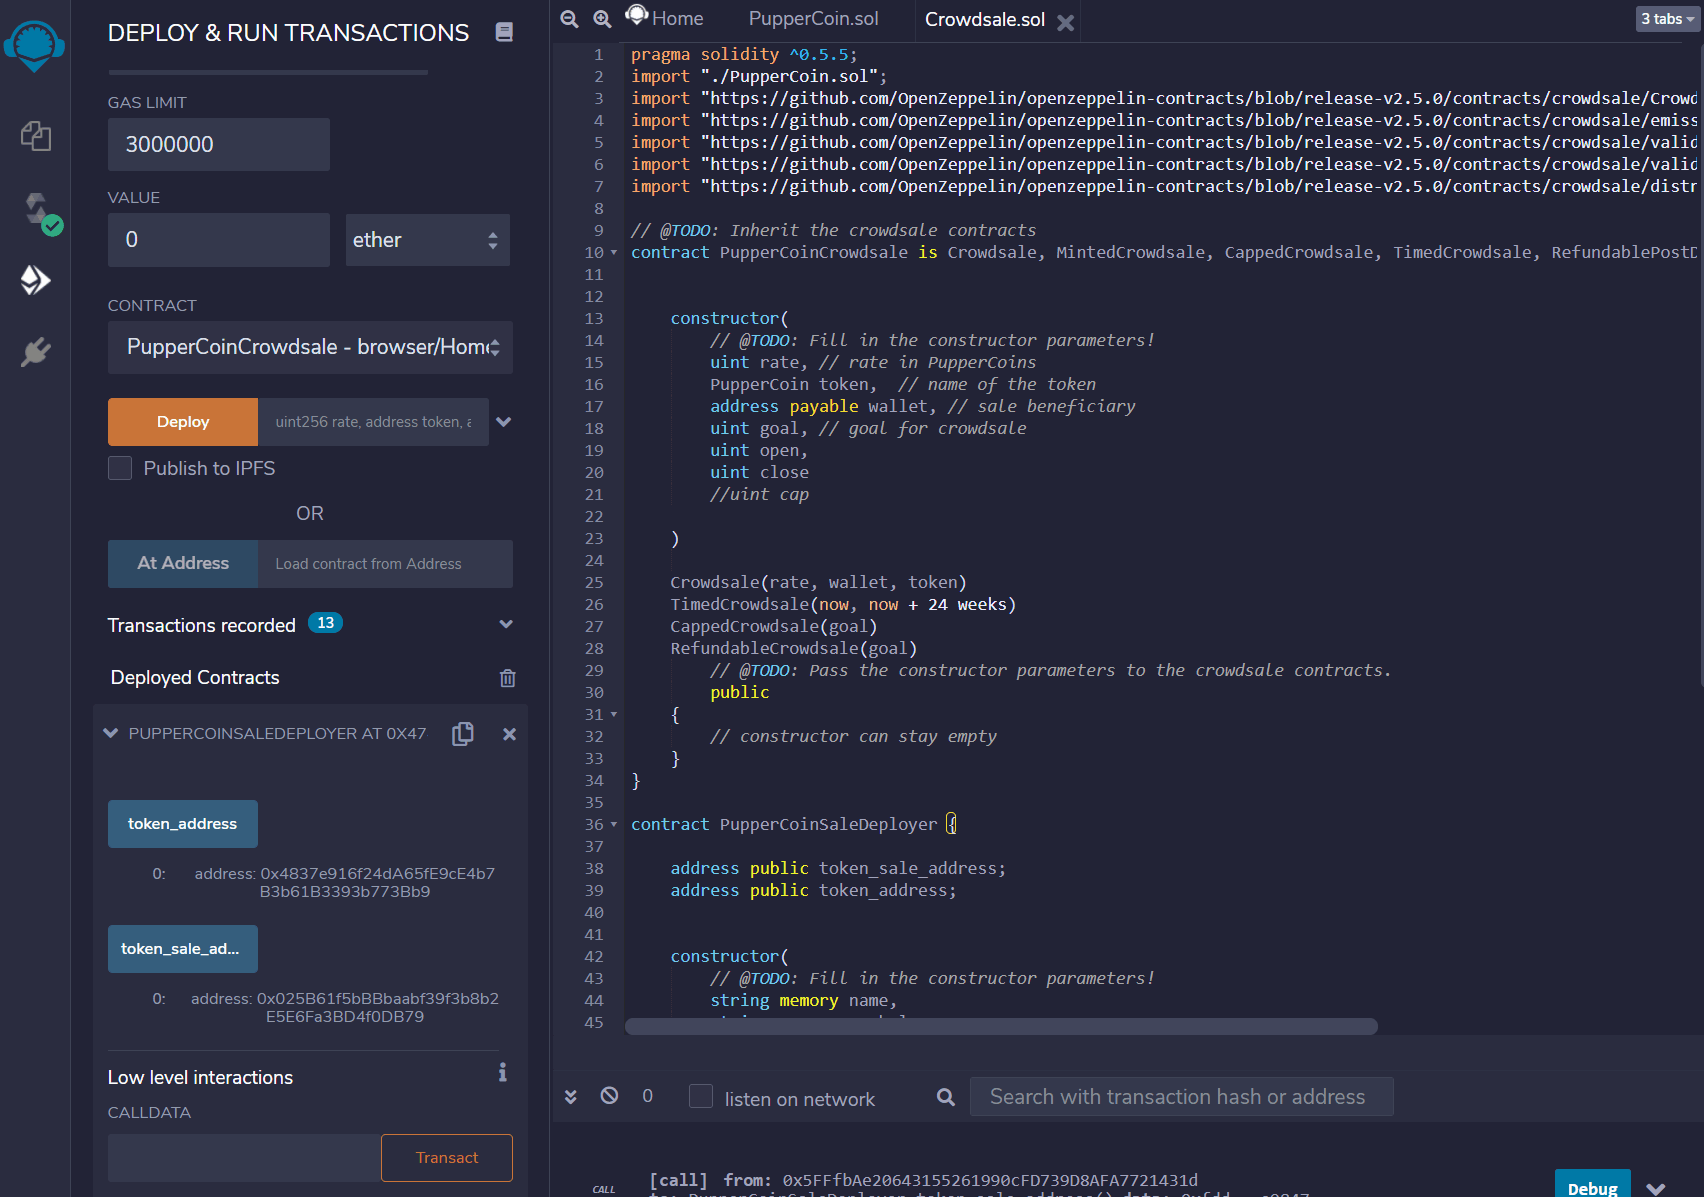 DEPLOY & RUN TRANSACTIONS
GAS LIMIT
3000000
VALUE
0
ether
CONTRACT
PupperCoinCrowdsale - browser/Home
Deploy
uint256 rate, address token, a
Publish to IPFS
OR
At Address
Load contract from Address
Transactions recorded 13
Deployed Contracts
PUPPERCOINSALEDEPLOYER AT 0X47
token_address
0: address: 0x4837e916f24dA65fE9cE4b7
B3b61B3393b773Bb9
token_sale_ad...
0: address: 0x025B61f5bBBbaabf39f3b8b2
E5E6Fa3BD4f0DB79
Low level interactions
i
CALLDATA
Transact
Home
PupperCoin.sol
Crowdsale.sol
3 tabs
1 pragma solidity ^0.5.5;
2 import "./PupperCoin.sol";
3 import "https://github.com/OpenZeppelin/openzeppelin-contracts/blob/release-v2.5.0/contracts/crowdsale/Crowd
4 import "https://github.com/OpenZeppelin/openzeppelin-contracts/blob/release-v2.5.0/contracts/crowdsale/emiss
5 import "https://github.com/OpenZeppelin/openzeppelin-contracts/blob/release-v2.5.0/contracts/crowdsale/valid
6 import "https://github.com/OpenZeppelin/openzeppelin-contracts/blob/release-v2.5.0/contracts/crowdsale/valid
7 import "https://github.com/OpenZeppelin/openzeppelin-contracts/blob/release-v2.5.0/contracts/crowdsale/distr
8
9 // @TODO: Inherit the crowdsale contracts
10 contract PupperCoinCrowdsale is Crowdsale, MintedCrowdsale, CappedCrowdsale, TimedCrowdsale, RefundablePostD
11
12
13 constructor(
14 // @TODO: Fill in the constructor parameters!
15 uint rate, // rate in PupperCoins
16 PupperCoin token, // name of the token
17 address payable wallet, // sale beneficiary
18 uint goal, // goal for crowdsale
19 uint open,
20 uint close
21 //uint cap
22
23 )
24
25 Crowdsale(rate, wallet, token)
26 TimedCrowdsale(now, now + 24 weeks)
27 CappedCrowdsale(goal)
28 RefundableCrowdsale(goal)
29 // @TODO: Pass the constructor parameters to the crowdsale contracts.
30 public
31 {
32 // constructor can stay empty
33 }
34 }
35
36 contract PupperCoinSaleDeployer {
37
38 address public token_sale_address;
39 address public token_address;
40
41
42 constructor(
43 // @TODO: Fill in the constructor parameters!
44 string memory name,
45
0
listen on network
Search with transaction hash or address
CALL
[call] from: 0x5FFfbAe20643155261990cFD739D8AFA7721431d
Debug